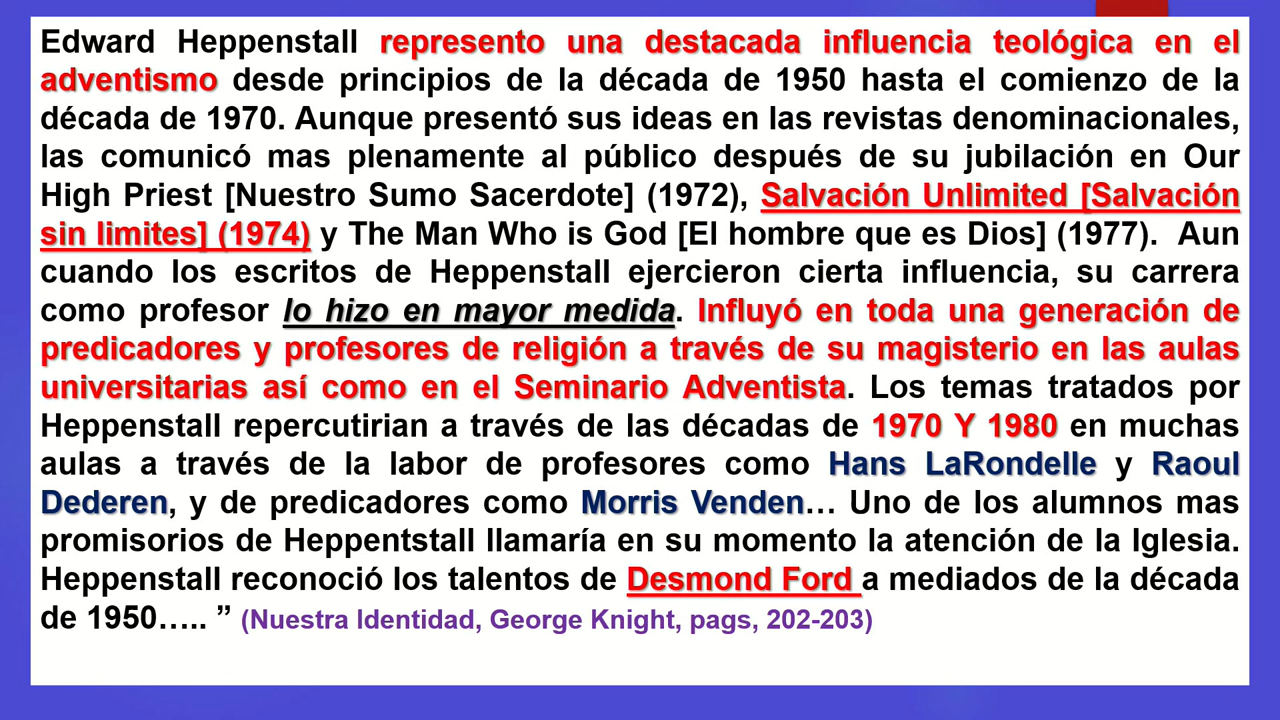 Edward Heppenstall represento una destacada influencia teológica en el
adventismo desde principios de la década de 1950 hasta el comienzo de la
década de 1970. Aunque presentó sus ideas en las revistas denominacionales,
las comunicó mas plenamente al público después de su jubilación en Our
High Priest [Nuestro Sumo Sacerdote] (1972), Salvación Unlimited [Salvación
sin limites] (1974) y The Man Who is God [El hombre que es Dios] (1977). Aun
cuando los escritos de Heppenstall ejercieron cierta influencia, su carrera
como profesor lo hizo en mayor medida. Influyó en toda una generación de
predicadores y profesores de religión a través de su magisterio en las aulas
universitarias así como en el Seminario Adventista. Los temas tratados por
Heppenstall repercutirian a través de las décadas de 1970 Y 1980 en muchas
aulas a través de la labor de profesores como Hans LaRondelle y Raoul
Dederen, y de predicadores como Morris Venden… Uno de los alumnos mas
promisorios de Heppentstall llamaría en su momento la atención de la Iglesia.
Heppenstall reconoció los talentos de Desmond Ford a mediados de la década
de 1950….. ” (Nuestra Identidad, George Knight, pags, 202-203)